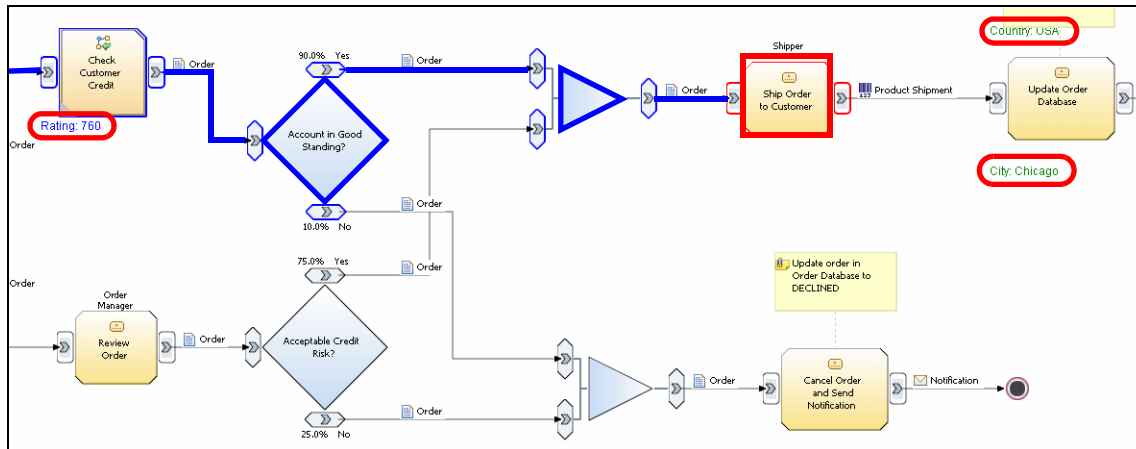 Country: USA
Shipper
90.0% Yes
Order
Check
Customer
Credit
Order
Order
Ship Order
to Customer
Product Shipment
Update Order
Database
Rating: 760
Account in Good
Standing?
Order
City: Chicago
10.0% No
Order
75.0% Yes
Order
Update order in
Order Database to
DECLINED
Order
Order
Manager
Review
Order
Order
Acceptable Credit
Risk?
Order
Cancel Order
and Send
Notification
Notification
25.0% No
Order